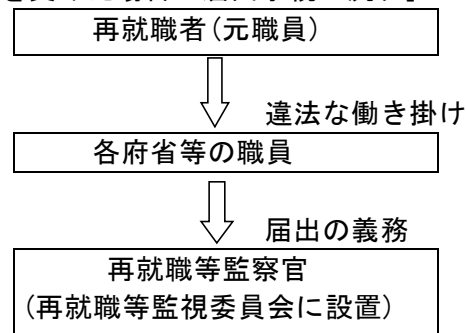 再就職者（元職員）
違法な働き掛け
各府省等の職員
届出の義務
再就職等監察官
（再就職等監視委員会に設置）